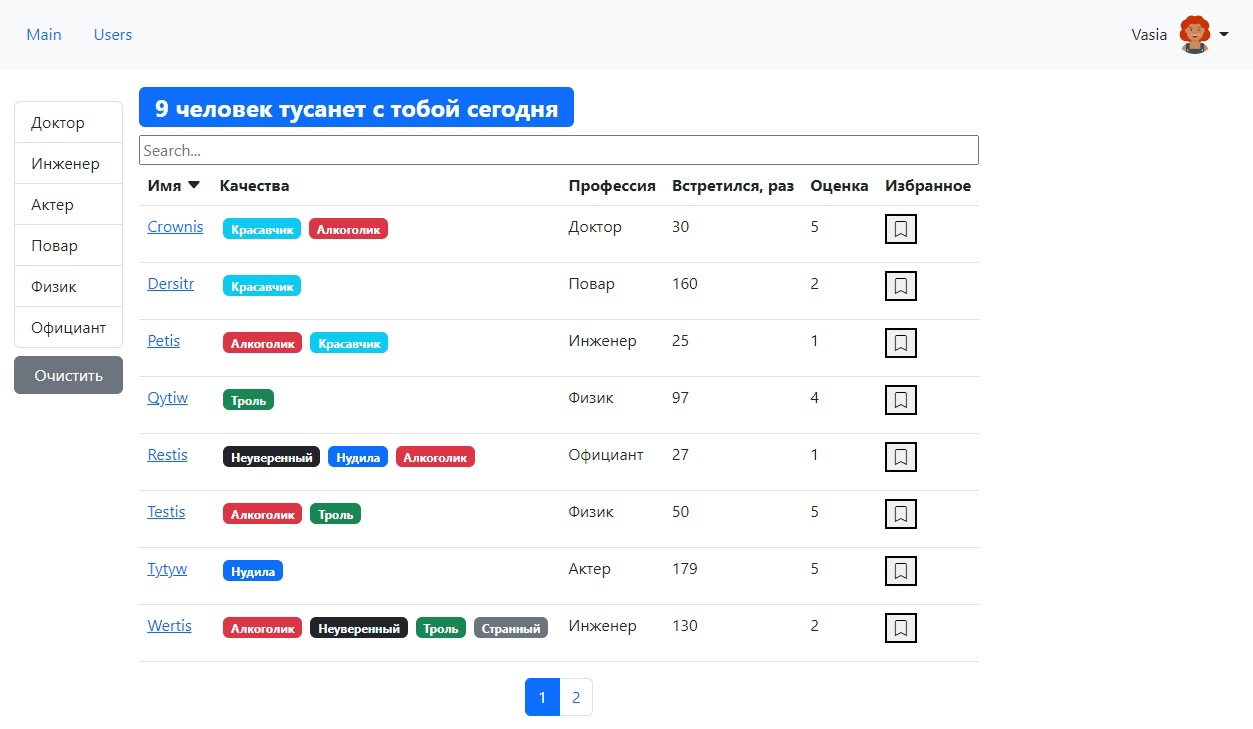 Main Users Vasia
Доктор
Инженер
Актер
Повар
Физик
Официант
Очистить
9 человек тусанет с тобой сегодня
Search...
Имя Качества Профессия Встретился, раз Оценка Избранное
Crownis Красавчик Алкоголик Доктор 30 5
Dersitr Красавчик Повар 160 2
Petis Алкоголик Красавчик Инженер 25 1
Qytiw Троль Физик 97 4
Restis Неуверенный Нудила Алкоголик Официант 27 1
Testis Алкоголик Троль Физик 50 5
Tytyw Нудила Актер 179 5
Wertis Алкоголик Неуверенный Троль Странный Инженер 130 2
1 2